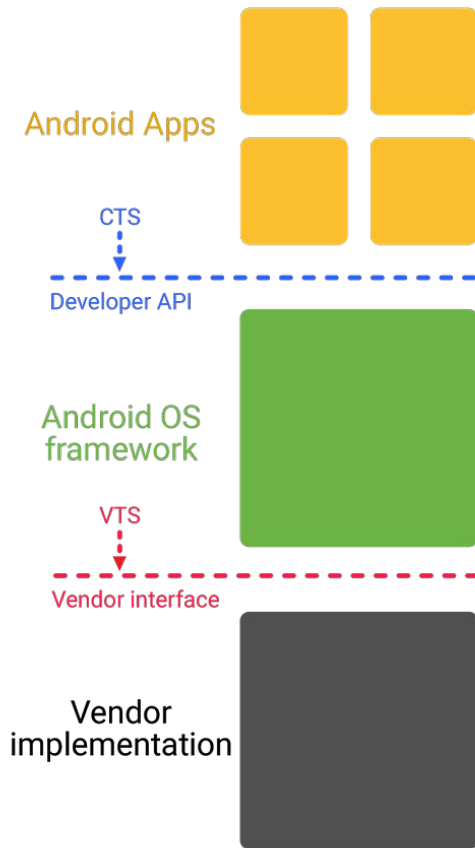 Android Apps
CTS
Developer API
Android OS
framework
VTS
Vendor interface
Vendor
implementation